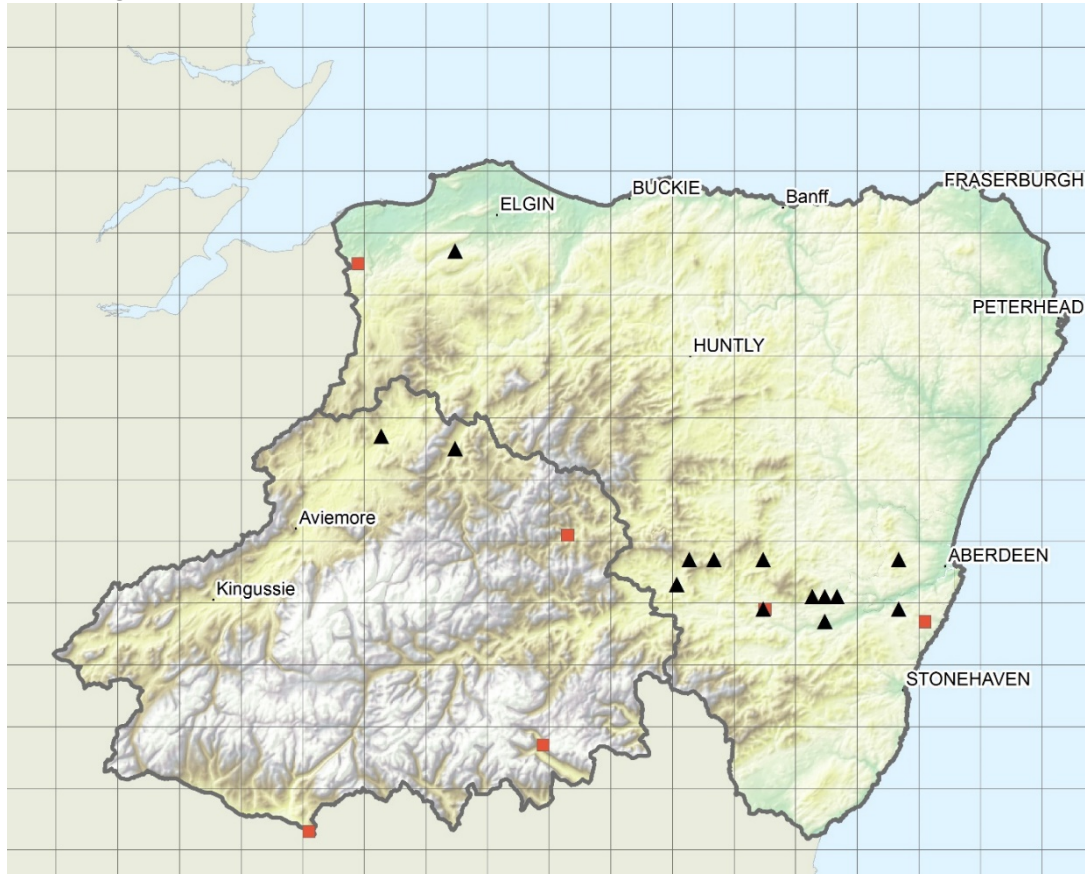 BUCKIE
Banff
FRASERBURGH
ELGIN
PETERHEAD
HUNTLY
Aviemore
ABERDEEN
Kingussie
STONEHAVEN